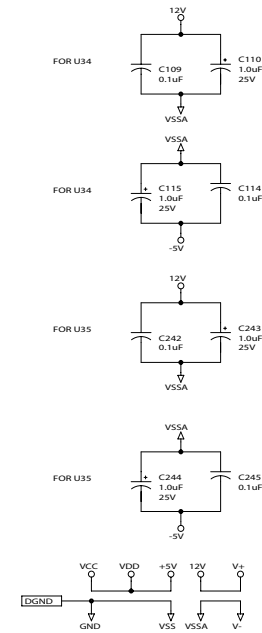 12V
FOR U34
C109
0.1uF
C110
1.0uF
25V
VSSA
VSSA
FOR U34
C115
1.0uF
25V
C114
0.1uF
-5V
12V
FOR U35
C242
0.1uF
C243
1.0uF
25V
VSSA
VSSA
FOR U35
C244
1.0uF
25V
C245
0.1uF
-5V
VCC VDD +5V 12V V+
DGND
GND VSS VSSA V-